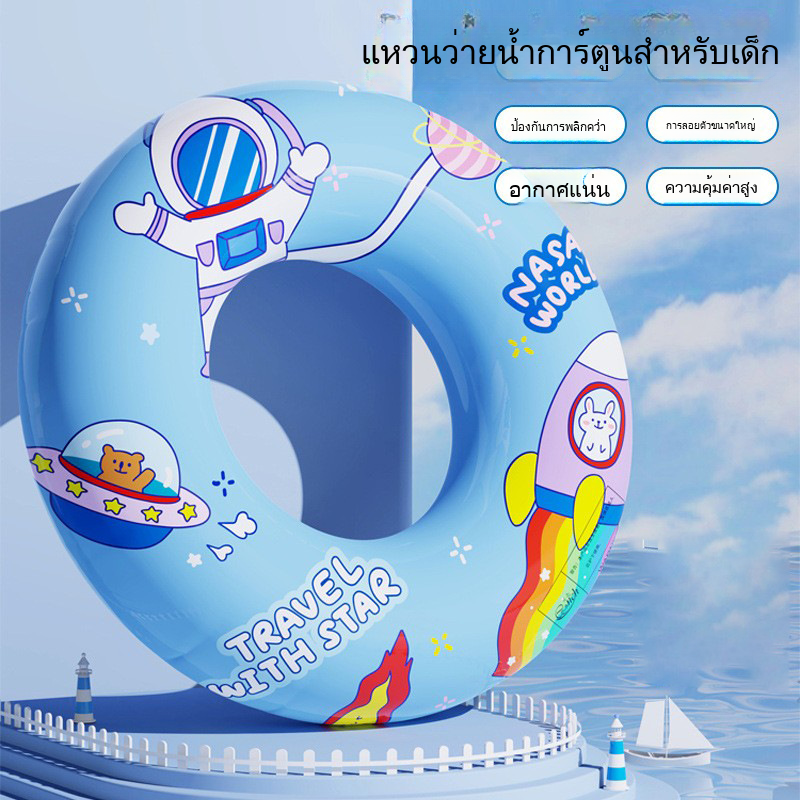 แหวนว่ายน้ำการ์ตูนสำหรับเด็ก
ป้องกันการพลิกคว่ำ
การลอยตัวขนาดใหญ่
อากาศแน่น
ความคุ้มค่าสูง
NASA
WORLD
TRAVEL
WITH STAR